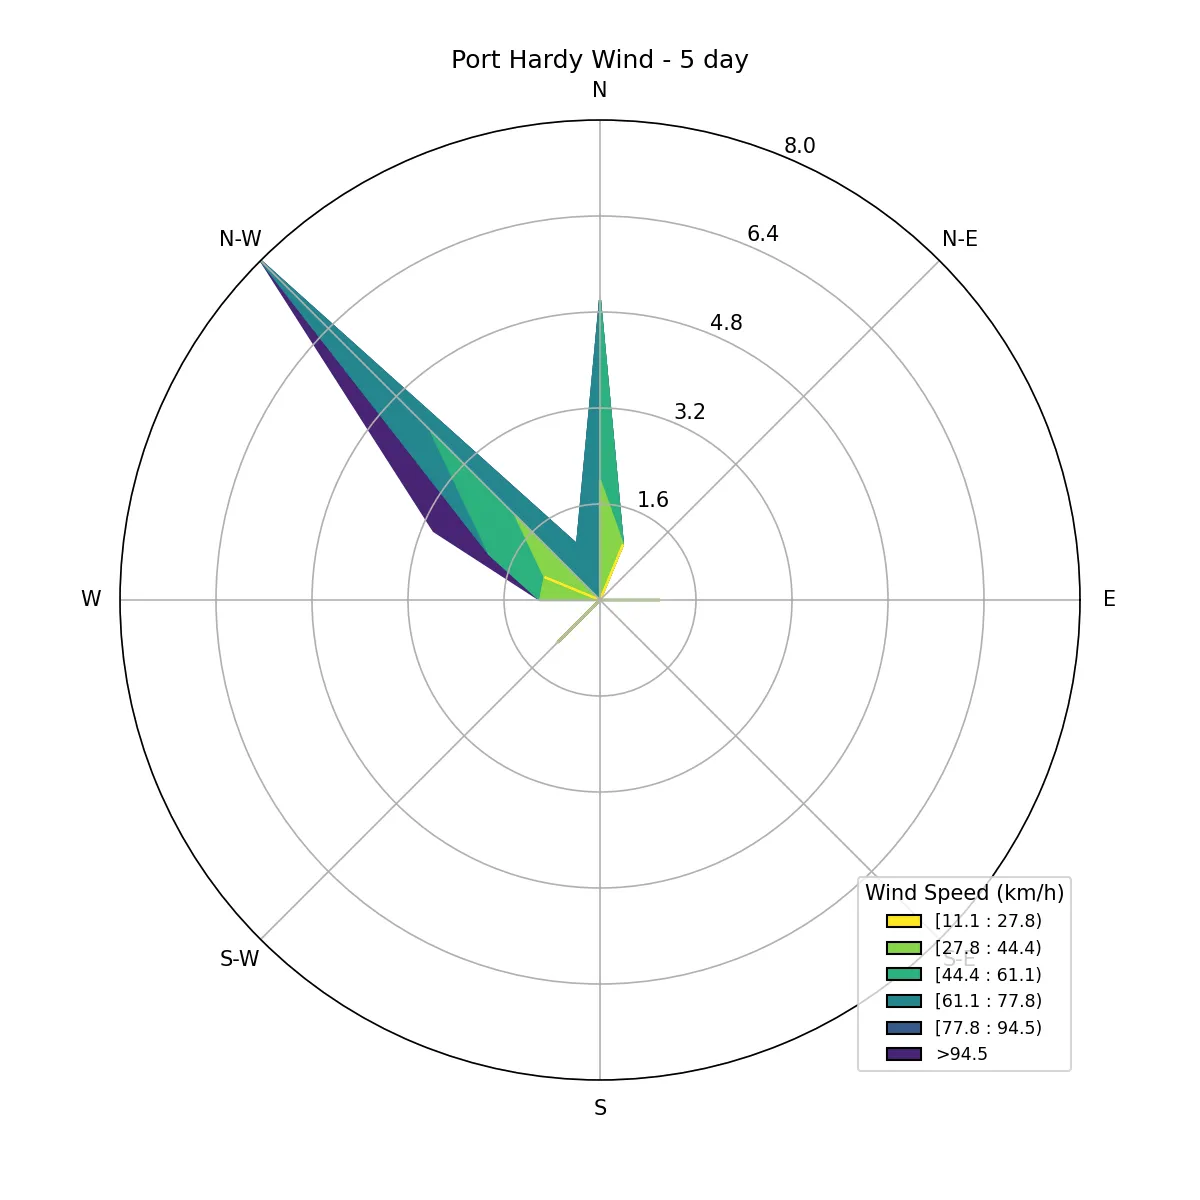 Port Hardy Wind - 5 day
N
8.0
N-W
6.4
N-E
4.8
3.2
1.6
W
E
Wind Speed (km/h)
[11.1 : 27.8)
[27.8 : 44.4)
S-W
S-E
[44.4 : 61.1)
[61.1 : 77.8)
[77.8 : 94.5)
>94.5
S